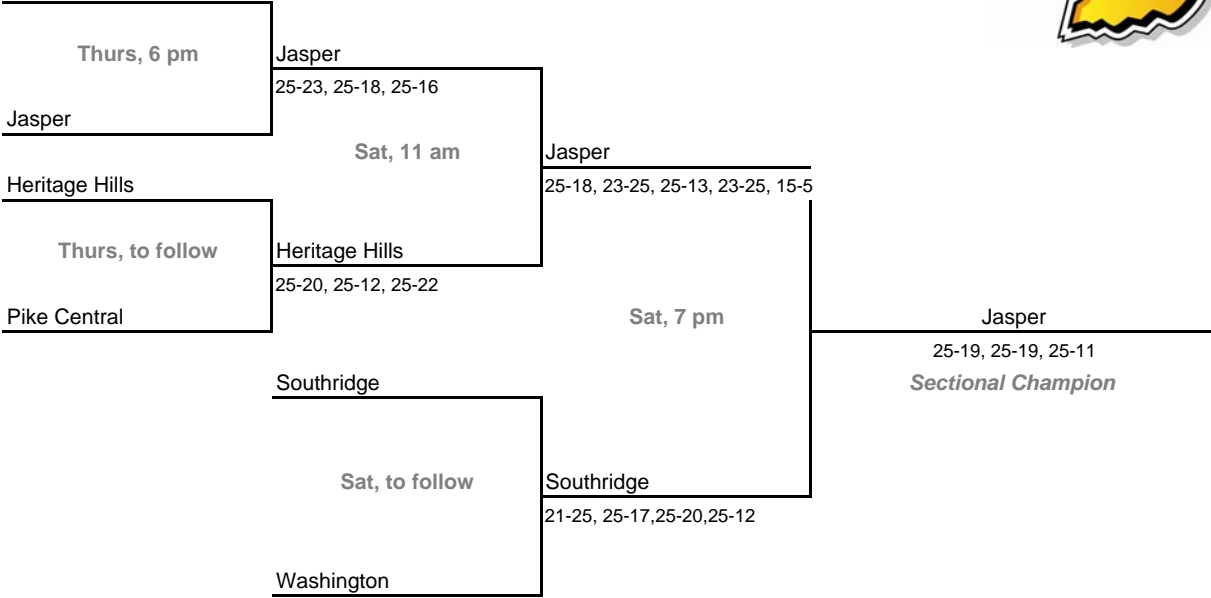 Thurs, 6 pm
Jasper
25-23, 25-18, 25-16
Jasper
Sat, 11 am
Jasper
Heritage Hills
25-18, 23-25, 25-13, 23-25, 15-5
Thurs, to follow
Heritage Hills
25-20, 25-12, 25-22
Pike Central
Sat, 7 pm
Jasper
25-19, 25-19, 25-11
Southridge
Sectional Champion
Sat, to follow
Southridge
21-25, 25-17,25-20,25-12
Washington